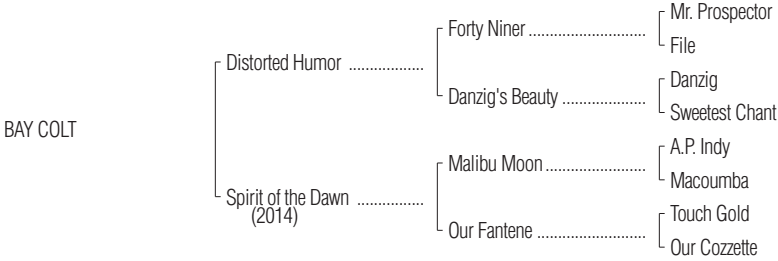 Mr. Prospector
Forty Niner ............................
File
Distorted Humor ..................
Danzig
Danzig's Beauty ....................
Sweetest Chant
BAY COLT
A.P. Indy
Malibu Moon ........................
Macoumba
Spirit of the Dawn ................
(2014)
Touch Gold
Our Fantene ..........................
Our Cozzette